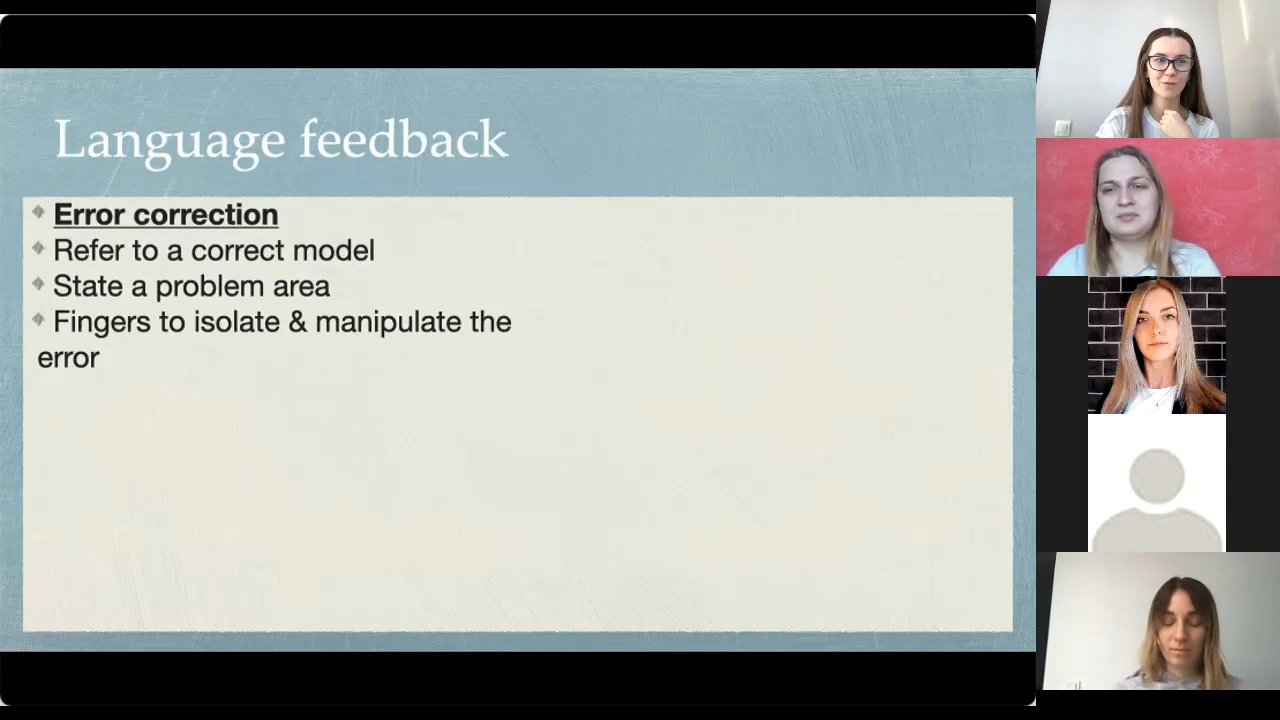 Language feedback
Error correction
Refer to a correct model
State a problem area
Fingers to isolate & manipulate the
error